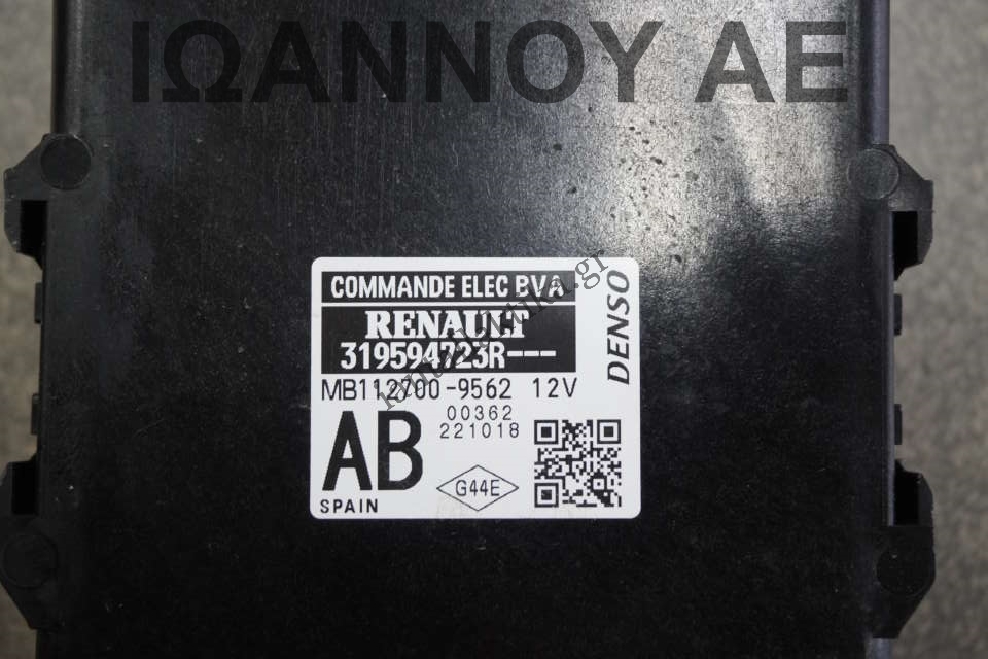 ΙΩΑΝΝΟΥ ΑΕ
COMMANDE ELEC BVA
RENAULT
319594723R---
MB112700-9562 12V
DENSO
AB
00362
221018
G44E
SPAIN